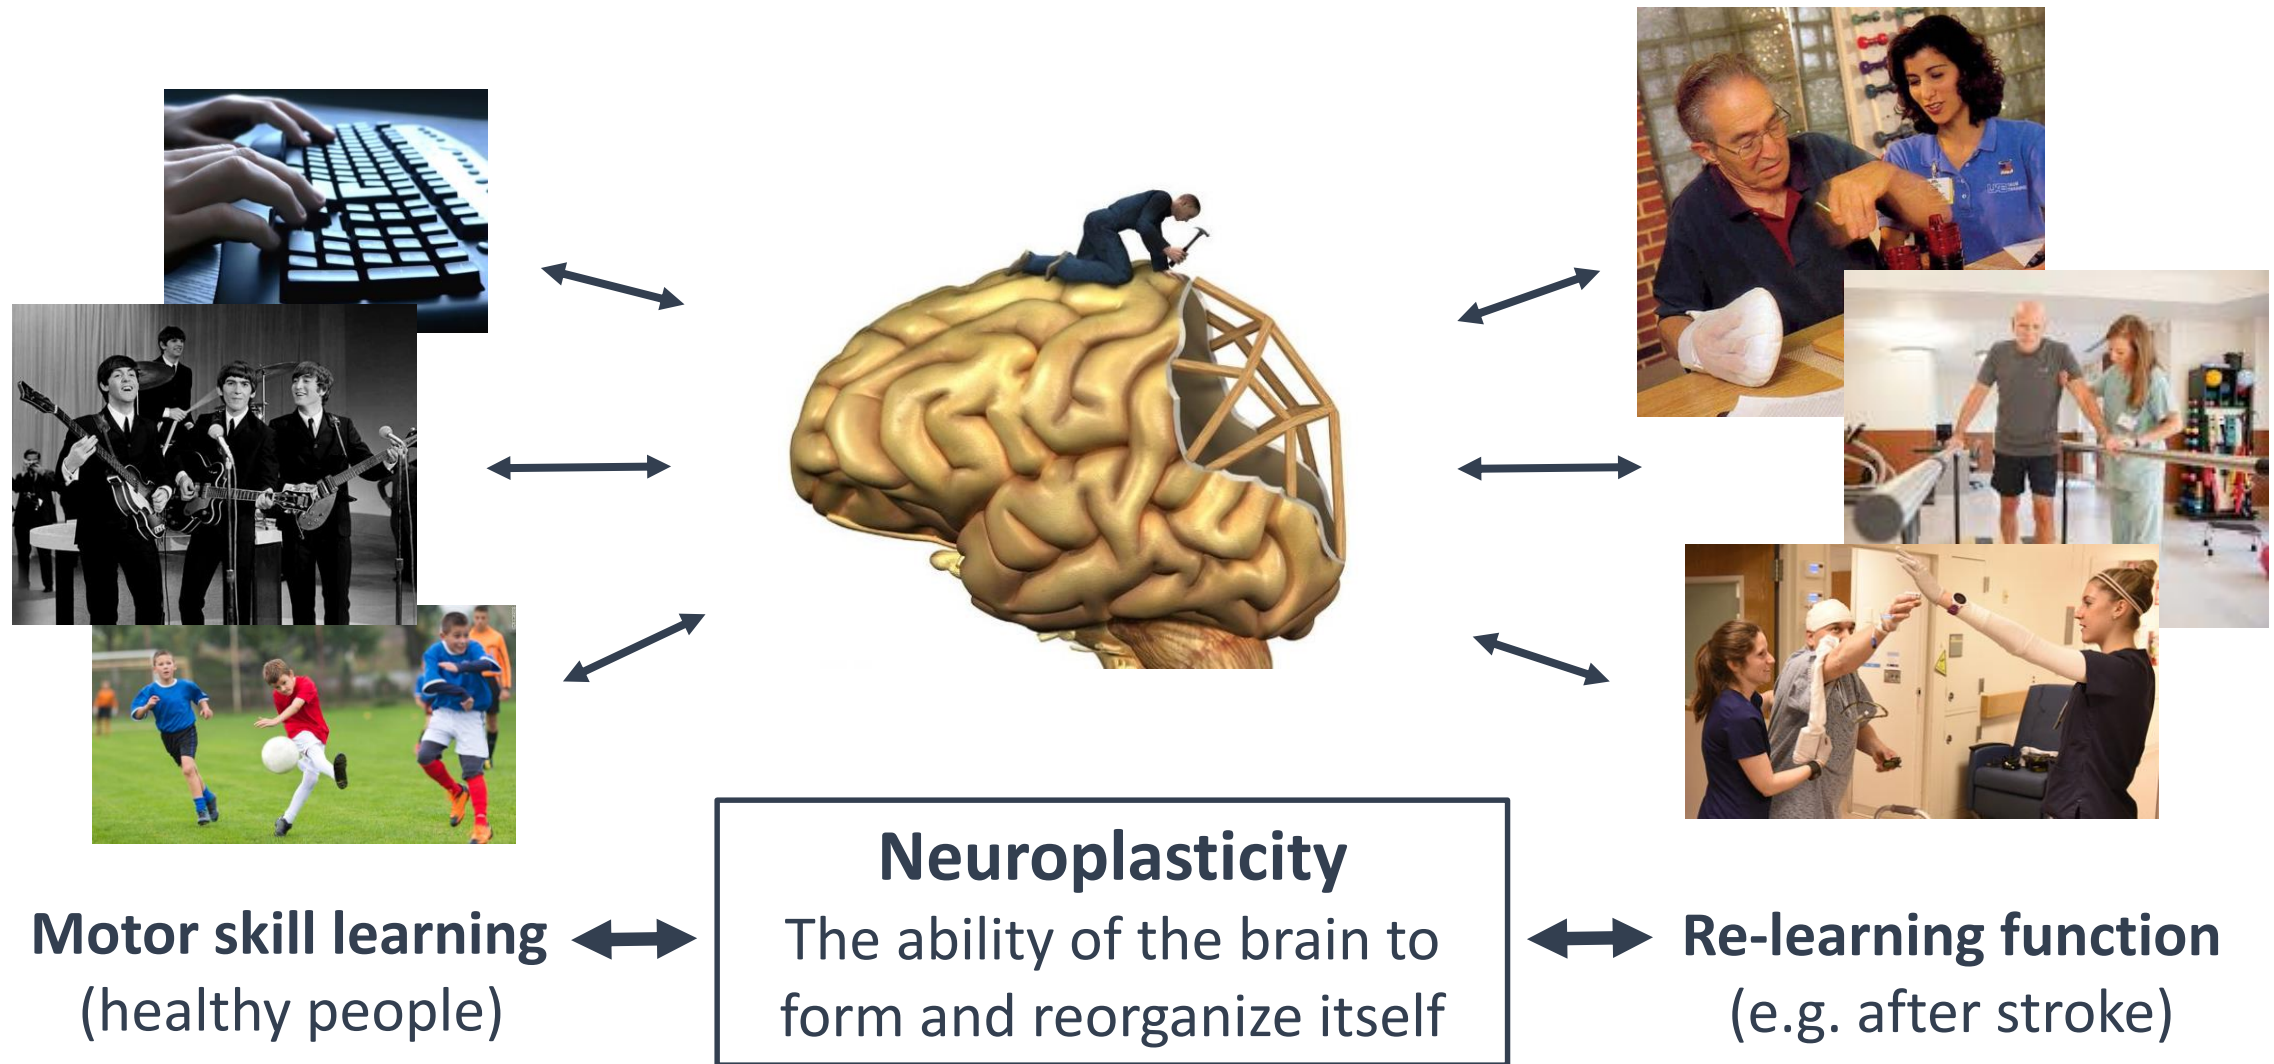 Neuroplasticity
The ability of the brain to
form and reorganize itself
Motor skill learning
(healthy people)
Re-learning function
(e.g. after stroke)